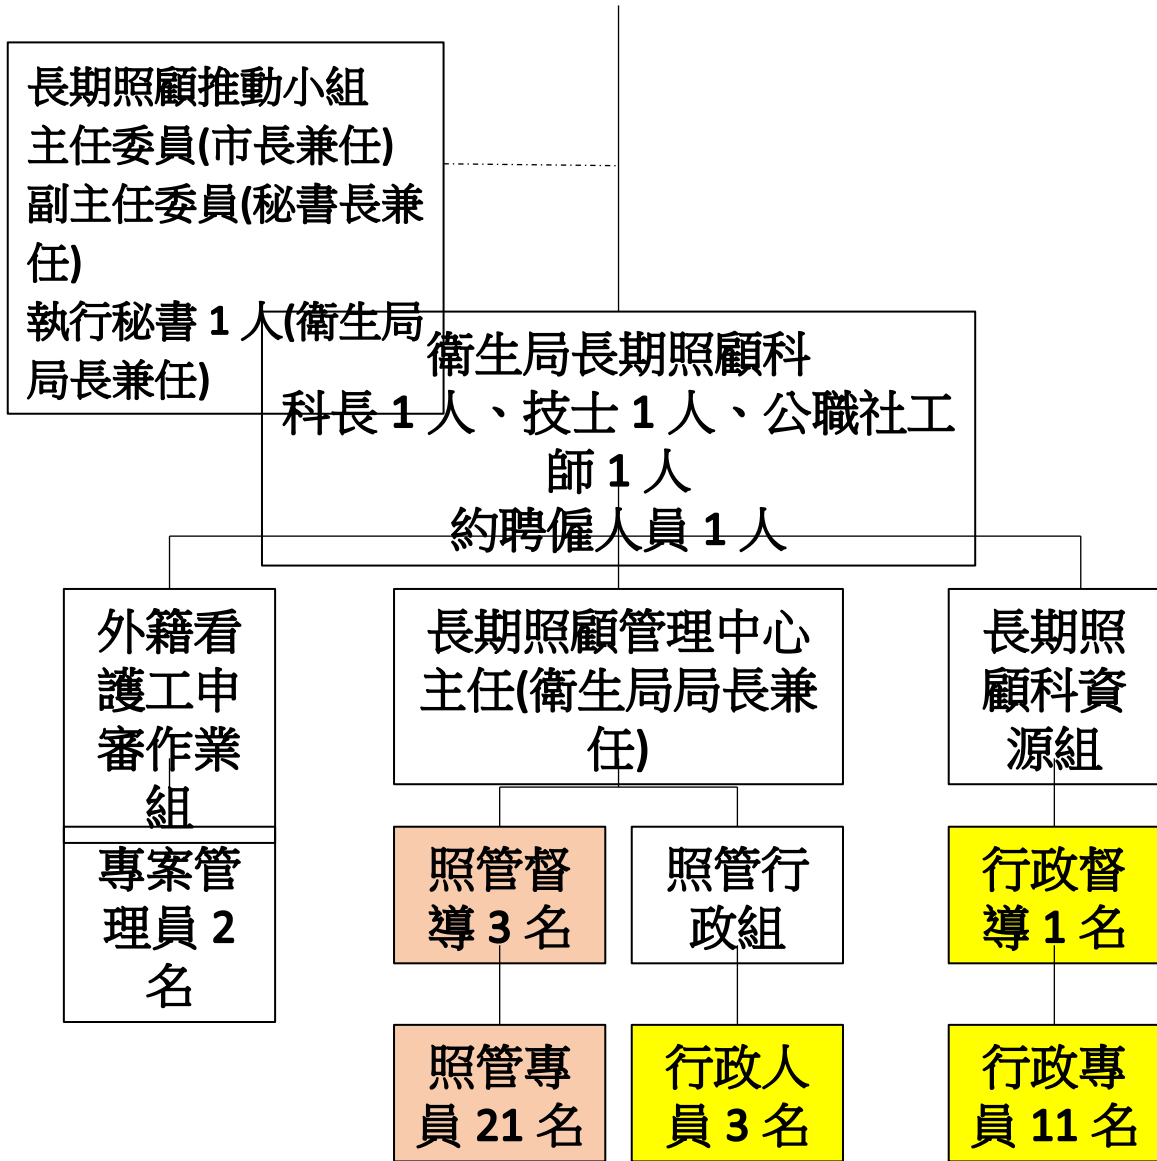 長期照顧推動小組
主任委員(市長兼任)
副主任委員(秘書長兼
任)
執行秘書 1 人(衛生局
局長兼任)
衛生局長期照顧科
科長 1 人、技士 1 人、公職社工
師 1 人
約聘僱人員 1 人
外籍看
護工申
審作業
組
專案管
理員 2
名
長期照顧管理中心
主任(衛生局局長兼
任)
照管督
導 3 名
照管專
員 21 名
照管行
政組
行政人
員 3 名
長期照
顧科資
源組
行政督
導 1 名
行政專
員 11 名